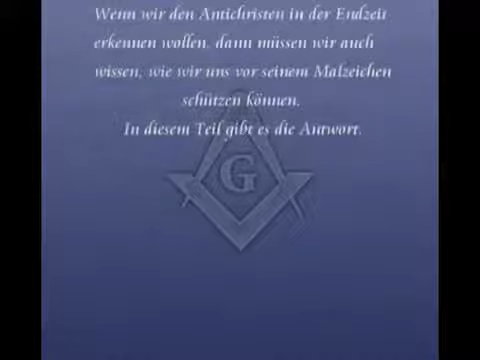 Wenn wir den Antichristen in der Endzeit
erkennen wollen, dann müssen wir auch
wissen, wie wir uns vor seinem Malzeichen
schützen können.
In diesem Teil gibt es die Antwort.
G